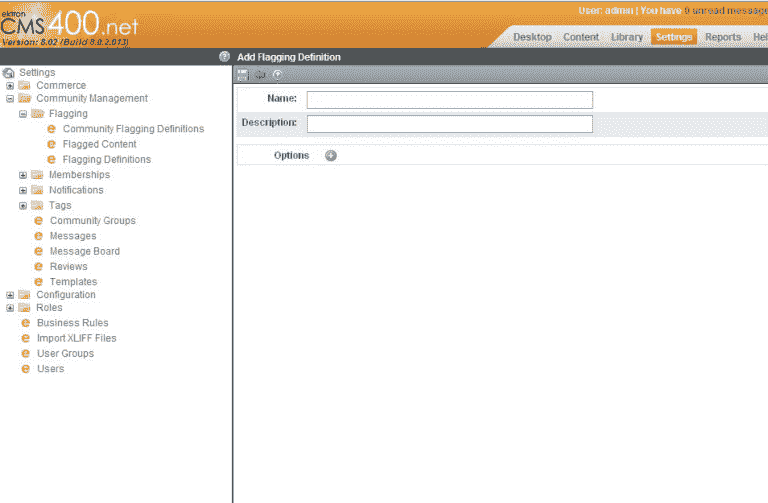 User: admin | You have 0 unread message
ektron
CMS400.net
Version: 8.02 (Build 8.0.2.013)
Desktop Content Library Settings Reports Hel
Add Flagging Definition
Settings
Commerce
Community Management
Flagging
Community Flagging Definitions
Flagged Content
Flagging Definitions
Memberships
Notifications
Tags
Community Groups
Messages
Message Board
Reviews
Templates
Configuration
Roles
Business Rules
Import XLIFF Files
User Groups
Users
Name:
Description:
Options